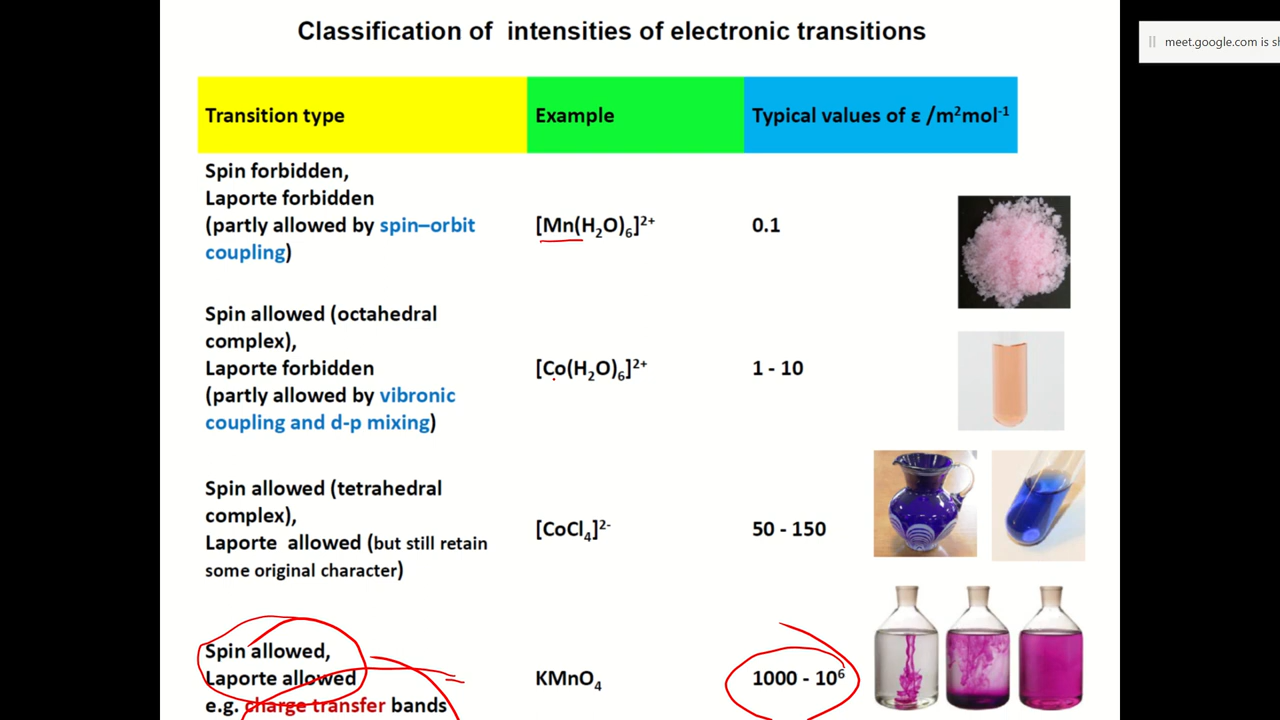 Classification of intensities of electronic transitions
meet.google.com is sh
Transition type Example Typical values of ε /m²mol⁻¹
Spin forbidden,
Laporte forbidden
(partly allowed by spin–orbit
coupling)
[Mn(H₂O)₆]²⁺ 0.1
Spin allowed (octahedral
complex),
Laporte forbidden
(partly allowed by vibronic
coupling and d-p mixing)
[Co(H₂O)₆]²⁺ 1 - 10
Spin allowed (tetrahedral
complex),
Laporte allowed (but still retain
some original character)
[CoCl₄]²⁻ 50 - 150
Spin allowed,
Laporte allowed
e.g. charge transfer bands
KMnO₄ 1000 - 10⁶